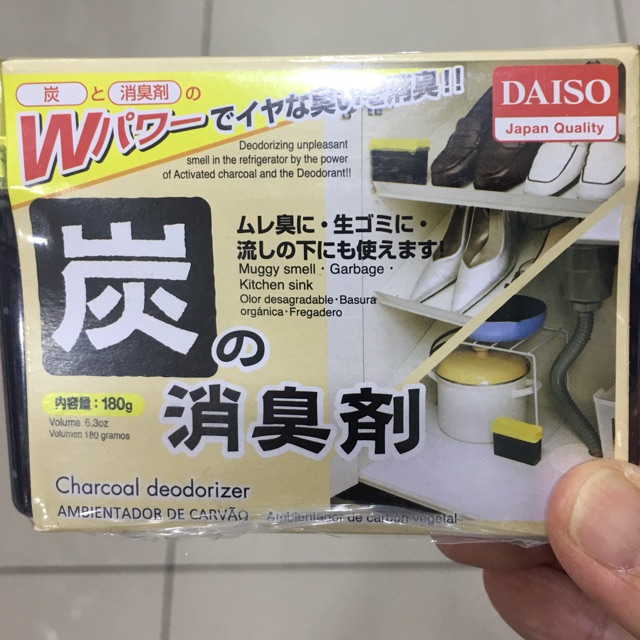 炭と消臭剤の
Wパワーでイヤな臭いを消臭!!
DAISO
Japan Quality
Deodorizing unpleasant
smell in the refrigerator by the power
of Activated charcoal and the Deodorant!!
ムレ臭に・生ゴミに・
流しの下にも使えます!
Muggy smell・Garbage・
Kitchen sink
Olor desagradable・Basura
orgánica・Fregadero
炭の
消臭剤
内容量:180g
Volume 6.3oz
Volumen 180 gramos
Charcoal deodorizer
AMBIENTADOR DE CARVÃO Ambientador de carbon vegetal